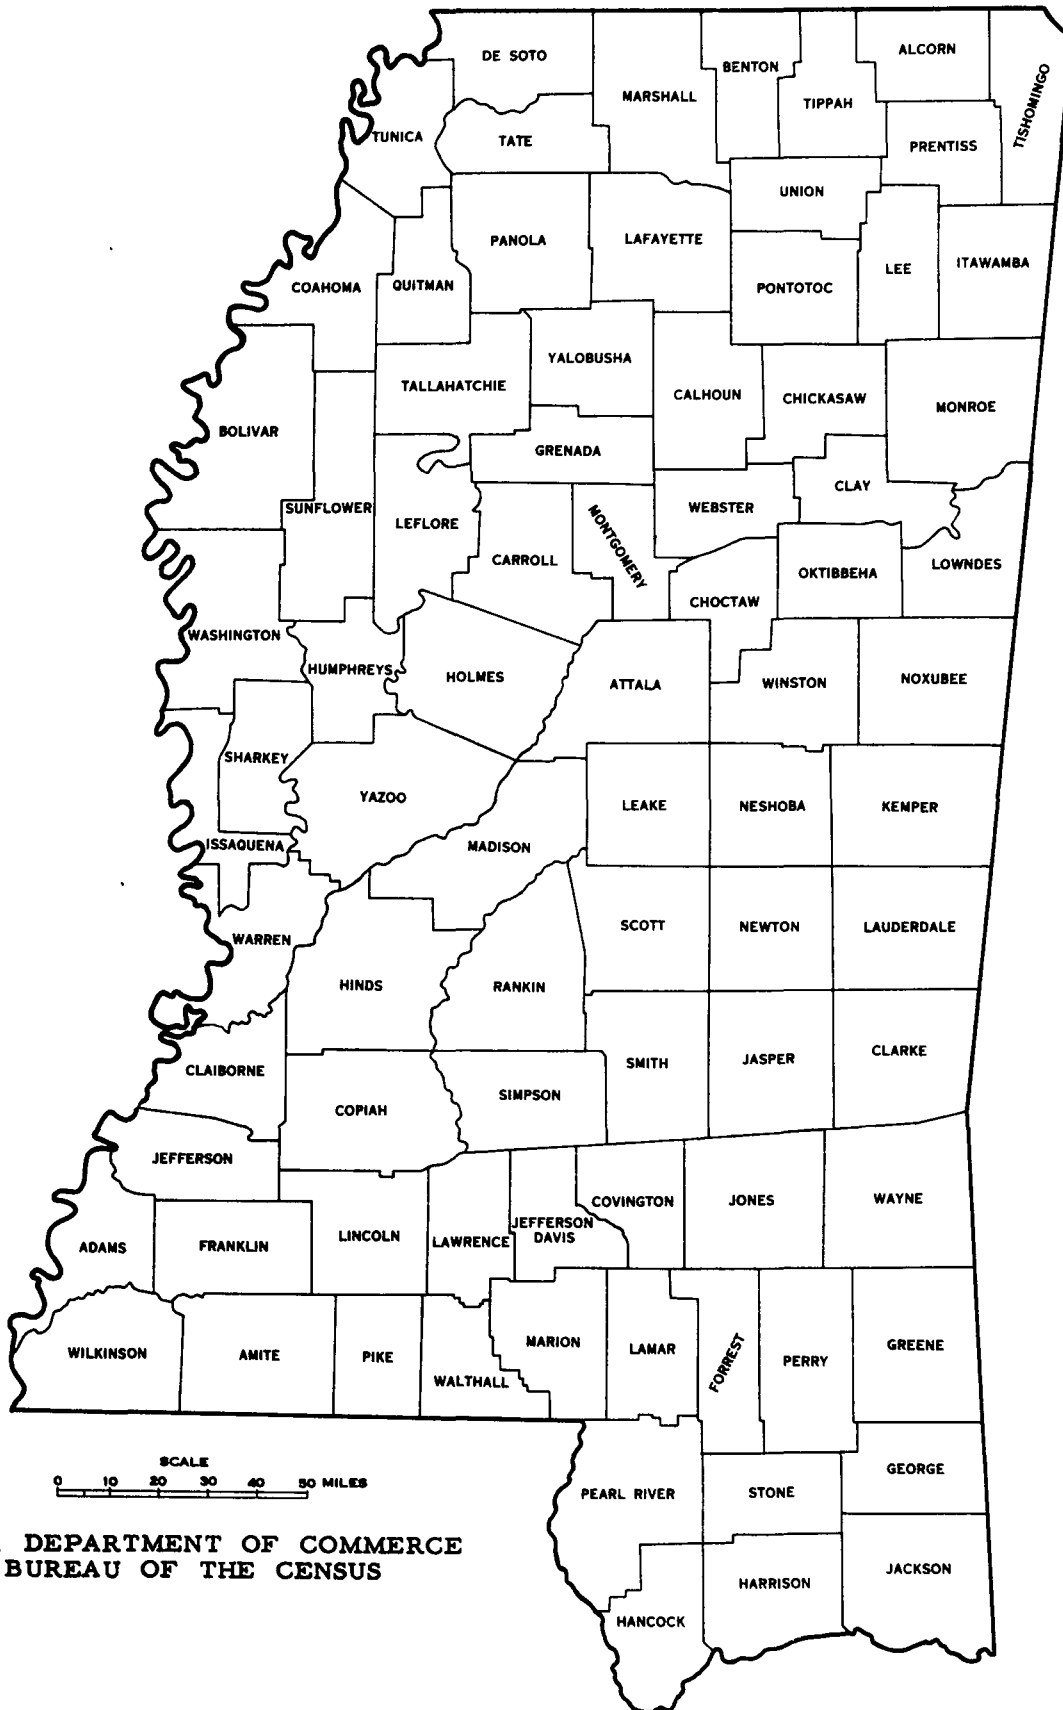 DE SOTO
BENTON
ALCORN
MARSHALL
TIPPAH
TISHOMINGO
TUNICA
TATE
PRENTISS
UNION
PANOLA
LAFAYETTE
LEE
ITAWAMBA
COAHOMA
QUITMAN
PONTOTOC
YALOBUSHA
TALLAHATCHIE
CALHOUN
CHICKASAW
MONROE
BOLIVAR
GRENADA
CLAY
SUNFLOWER
LEFLORE
WEBSTER
MONTGOMERY
CARROLL
OKTIBBEHA
LOWNDES
CHOCTAW
WASHINGTON
HUMPHREYS
HOLMES
ATTALA
WINSTON
NOXUBEE
SHARKEY
YAZOO
LEAKE
NESHOBA
KEMPER
ISSAQUENA
MADISON
WARREN
SCOTT
NEWTON
LAUDERDALE
HINDS
RANKIN
CLAIBORNE
SMITH
JASPER
CLARKE
COPIAH
SIMPSON
JEFFERSON
COVINGTON
JONES
WAYNE
ADAMS
FRANKLIN
LINCOLN
LAWRENCE
JEFFERSON
DAVIS
WILKINSON
AMITE
PIKE
WALTHALL
MARION
LAMAR
FORREST
PERRY
GREENE
SCALE
0 10 20 30 40 50 MILES
PEARL RIVER
STONE
GEORGE
DEPARTMENT OF COMMERCE
BUREAU OF THE CENSUS
HARRISON
JACKSON
HANCOCK